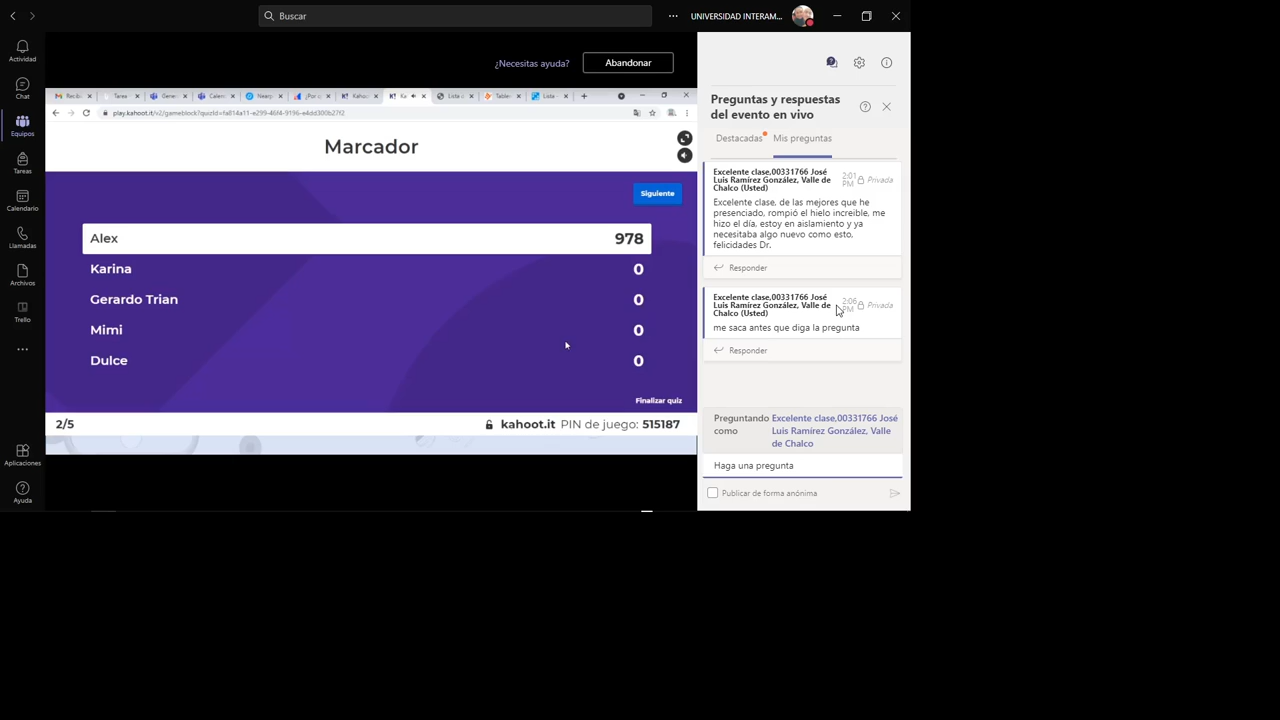 Buscar
UNIVERSIDAD INTERAM...
Actividad
Chat
Equipos
Tareas
Calendario
Llamadas
Archivos
Trello
Aplicaciones
Ayuda
¿Necesitas ayuda?
Abandonar
Marcador
Siguiente
Alex 978
Karina 0
Gerardo Trian 0
Mimi 0
Dulce 0
Finalizar quiz
2/5
kahoot.it PIN de juego: 515187
Preguntas y respuestas
del evento en vivo
Destacadas
Mis preguntas
Excelente clase,00331766 José
Luis Ramírez González, Valle de
Chalco (Usted)
2:01
PM
Privada
Excelente clase, de las mejores que he
presenciado, rompió el hielo increible, me
hizo el día, estoy en aislamiento y ya
necesitaba algo nuevo como esto,
felicidades Dr.
Responder
Excelente clase,00331766 José
Luis Ramírez González, Valle de
Chalco (Usted)
2:06
PM
Privada
me saca antes que diga la pregunta
Responder
Preguntando
como
Excelente clase,00331766 José
Luis Ramírez González, Valle
de Chalco
Haga una pregunta
Publicar de forma anónima